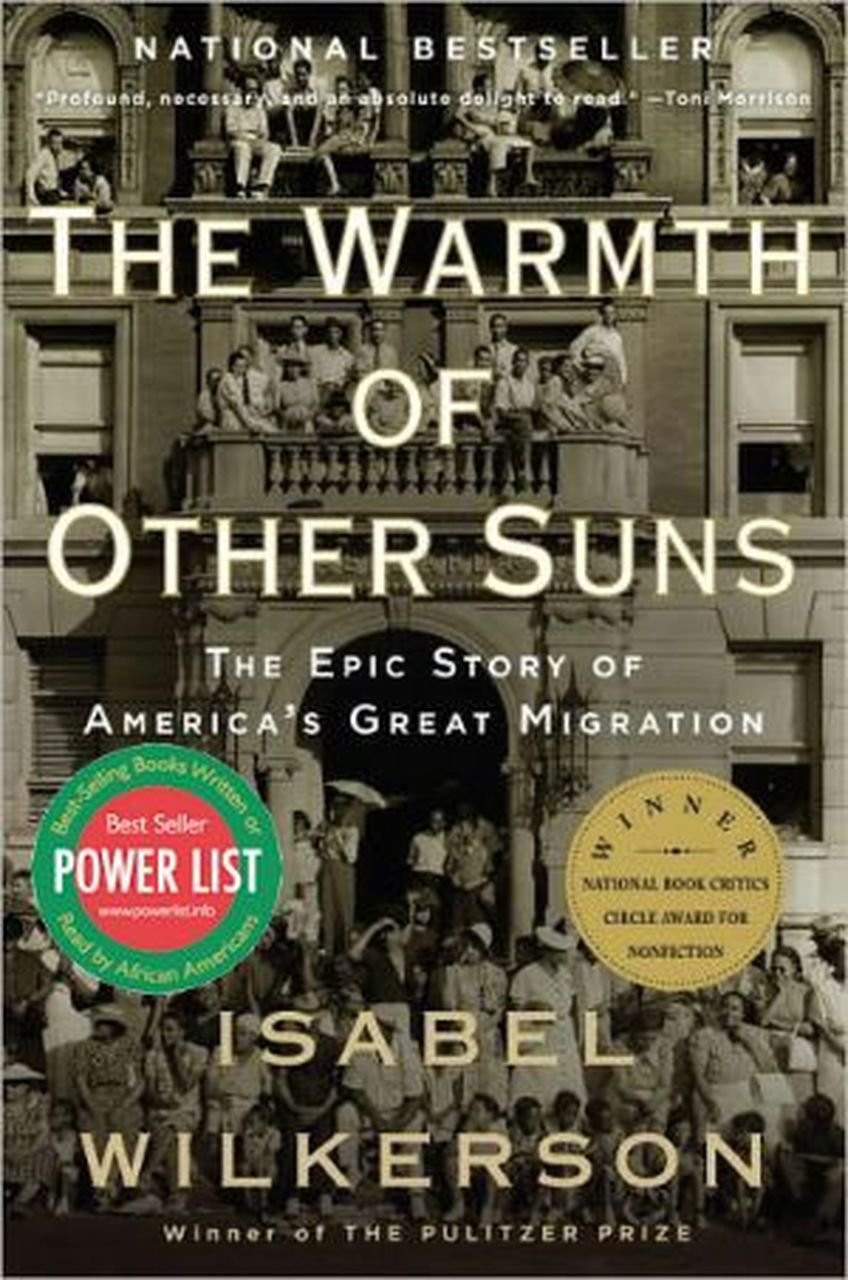 NATIONAL BESTSELLER
"Profound, necessary, and an absolute delight to read." —Toni Morrison
THE WARMTH
OF
OTHER SUNS
THE EPIC STORY OF
AMERICA'S GREAT MIGRATION
Best-Selling Books Written or
Best Seller
POWER LIST
www.powerlist.info
Read by African Americans
WINNER
NATIONAL BOOK CRITICS
CIRCLE AWARD FOR
NONFICTION
ISABEL
WILKERSON
Winner of THE PULITZER PRIZE